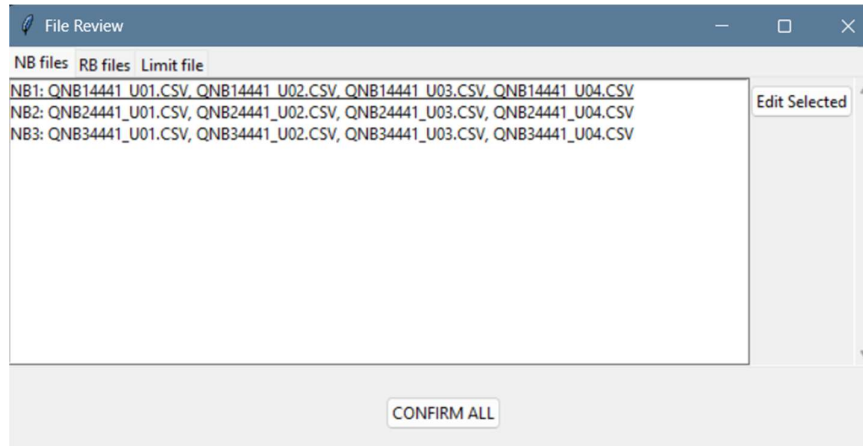 File Review
NB files RB files Limit file
NB1: QNB14441_U01.CSV, QNB14441_U02.CSV, QNB14441_U03.CSV, QNB14441_U04.CSV
NB2: QNB24441_U01.CSV, QNB24441_U02.CSV, QNB24441_U03.CSV, QNB24441_U04.CSV
NB3: QNB34441_U01.CSV, QNB34441_U02.CSV, QNB34441_U03.CSV, QNB34441_U04.CSV
Edit Selected
CONFIRM ALL